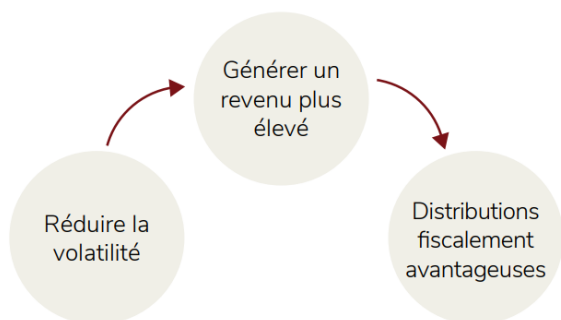 Réduire la
volatilité
Générer un
revenu plus
élevé
Distributions
fiscalement
avantageuses